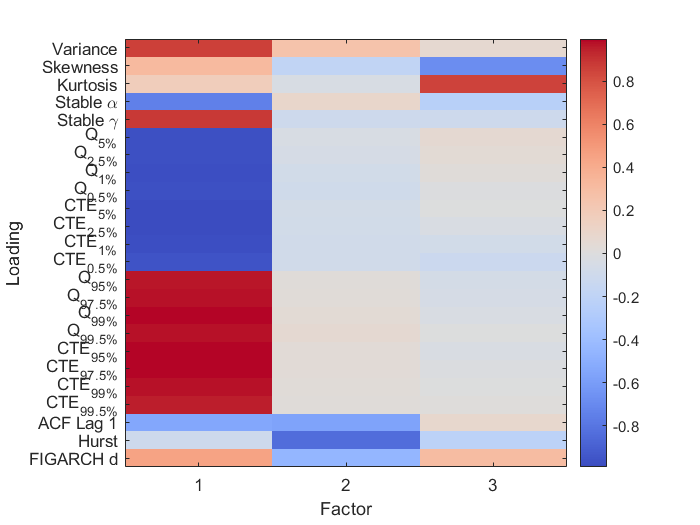 Variance
Skewness
Kurtosis
Stable α
Stable γ
Q5%
Q2.5%
Q1%
Q0.5%
CTE5%
CTE2.5%
CTE1%
CTE0.5%
Q95%
Q97.5%
Q99%
Q99.5%
CTE95%
CTE97.5%
CTE99%
CTE99.5%
ACF Lag 1
Hurst
FIGARCH d
Loading
1 2 3
Factor
0.8
0.6
0.4
0.2
0
-0.2
-0.4
-0.6
-0.8